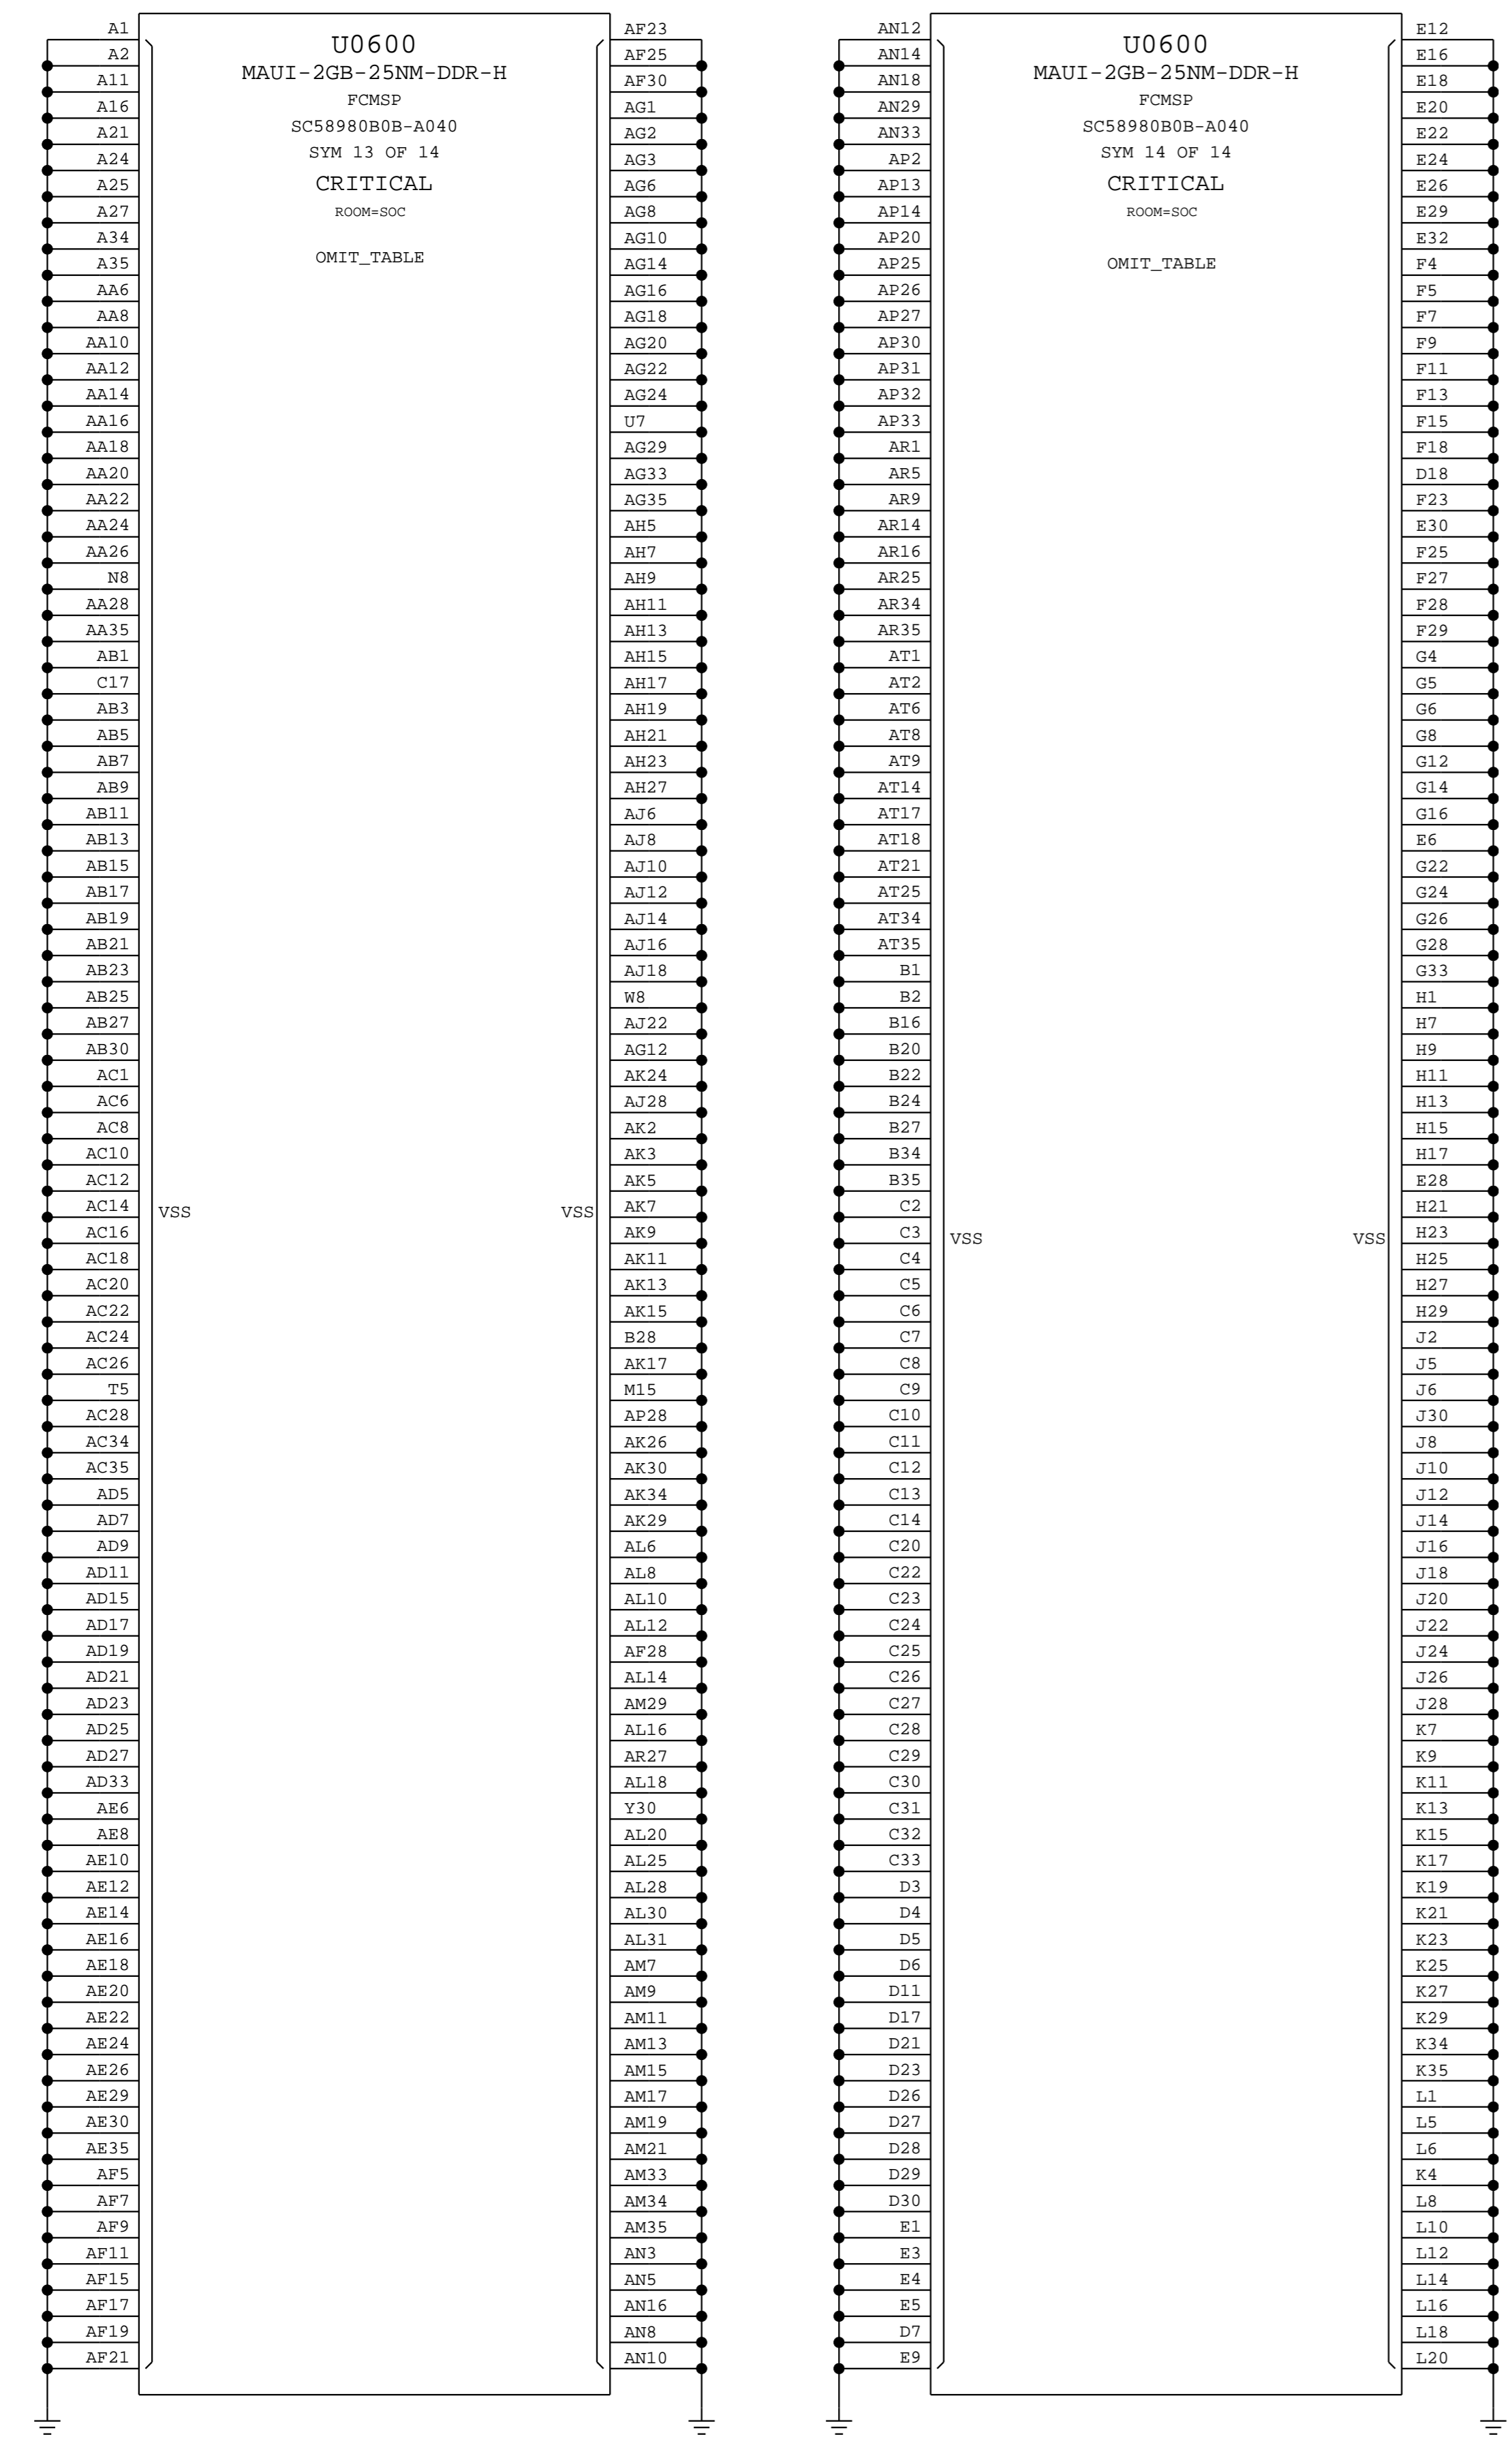 A1
A2
A11
A16
A21
A24
A25
A27
A34
A35
AA6
AA8
AA10
AA12
AA14
AA16
AA18
AA20
AA22
AA24
AA26
N8
AA28
AA35
AB1
C17
AB3
AB5
AB7
AB9
AB11
AB13
AB15
AB17
AB19
AB21
AB23
AB25
AB27
AB30
AC1
AC6
AC8
AC10
AC12
AC14
AC16
AC18
AC20
AC22
AC24
AC26
T5
AC28
AC34
AC35
AD5
AD7
AD9
AD11
AD15
AD17
AD19
AD21
AD23
AD25
AD27
AD33
AE6
AE8
AE10
AE12
AE14
AE16
AE18
AE20
AE22
AE24
AE26
AE29
AE30
AE35
AF5
AF7
AF9
AF11
AF15
AF17
AF19
AF21
U0600
MAUI-2GB-25NM-DDR-H
FCMSP
SC58980B0B-A040
SYM 13 OF 14
CRITICAL
ROOM=SOC
OMIT_TABLE
VSS
VSS
AF23
AF25
AF30
AG1
AG2
AG3
AG6
AG8
AG10
AG14
AG16
AG18
AG20
AG22
AG24
U7
AG29
AG33
AG35
AH5
AH7
AH9
AH11
AH13
AH15
AH17
AH19
AH21
AH23
AH27
AJ6
AJ8
AJ10
AJ12
AJ14
AJ16
AJ18
W8
AJ22
AG12
AK24
AJ28
AK2
AK3
AK5
AK7
AK9
AK11
AK13
AK15
B28
AK17
M15
AP28
AK26
AK30
AK34
AK29
AL6
AL8
AL10
AL12
AF28
AL14
AM29
AL16
AR27
AL18
Y30
AL20
AL25
AL28
AL30
AL31
AM7
AM9
AM11
AM13
AM15
AM17
AM19
AM21
AM33
AM34
AM35
AN3
AN5
AN16
AN8
AN10
AN12
AN14
AN18
AN29
AN33
AP2
AP13
AP14
AP20
AP25
AP26
AP27
AP30
AP31
AP32
AP33
AR1
AR5
AR9
AR14
AR16
AR25
AR34
AR35
AT1
AT2
AT6
AT8
AT9
AT14
AT17
AT18
AT21
AT25
AT34
AT35
B1
B2
B16
B20
B22
B24
B27
B34
B35
C2
C3
C4
C5
C6
C7
C8
C9
C10
C11
C12
C13
C14
C20
C22
C23
C24
C25
C26
C27
C28
C29
C30
C31
C32
C33
D3
D4
D5
D6
D11
D17
D21
D23
D26
D27
D28
D29
D30
E1
E3
E4
E5
D7
E9
U0600
MAUI-2GB-25NM-DDR-H
FCMSP
SC58980B0B-A040
SYM 14 OF 14
CRITICAL
ROOM=SOC
OMIT_TABLE
VSS
VSS
E12
E16
E18
E20
E22
E24
E26
E29
E32
F4
F5
F7
F9
F11
F13
F15
F18
D18
F23
E30
F25
F27
F28
F29
G4
G5
G6
G8
G12
G14
G16
E6
G22
G24
G26
G28
G33
H1
H7
H9
H11
H13
H15
H17
E28
H21
H23
H25
H27
H29
J2
J5
J6
J30
J8
J10
J12
J14
J16
J18
J20
J22
J24
J26
J28
K7
K9
K11
K13
K15
K17
K19
K21
K23
K25
K27
K29
K34
K35
L1
L5
L6
K4
L8
L10
L12
L14
L16
L18
L20